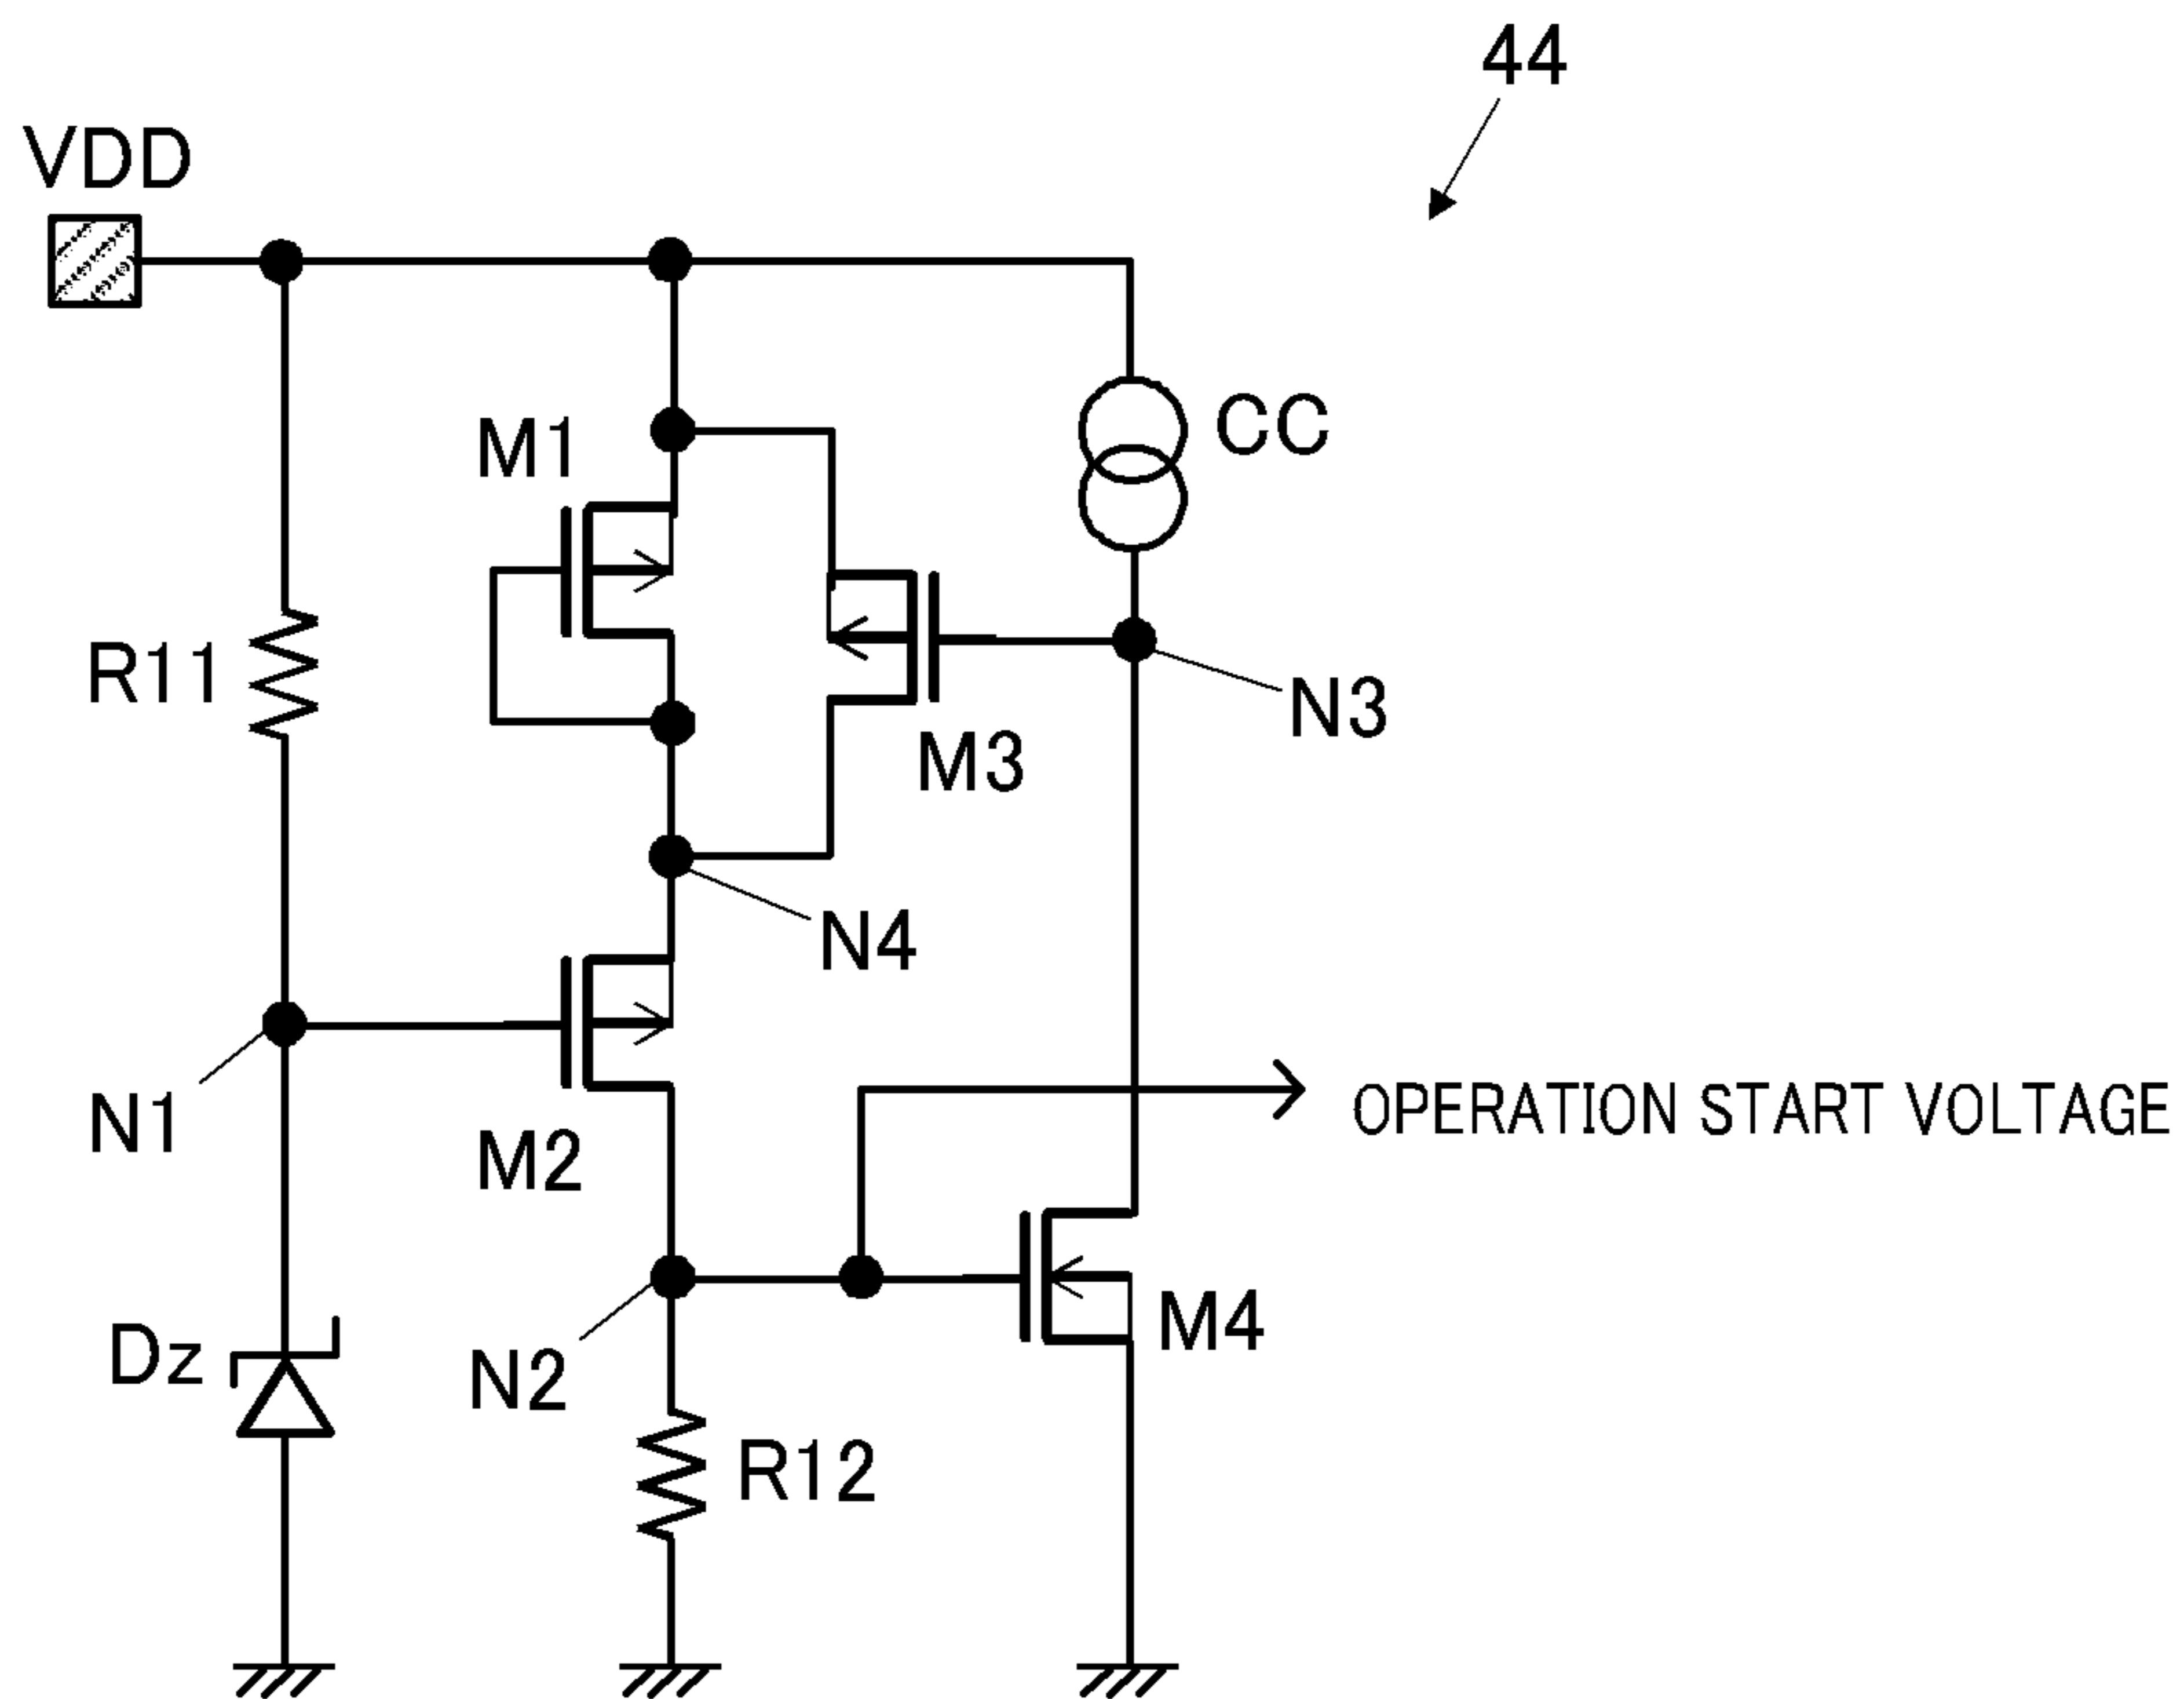 44
VDD
M1
CC
R11
N3
M3
N4
N1
M2
OPERATION START VOLTAGE
Dz
N2
M4
R12